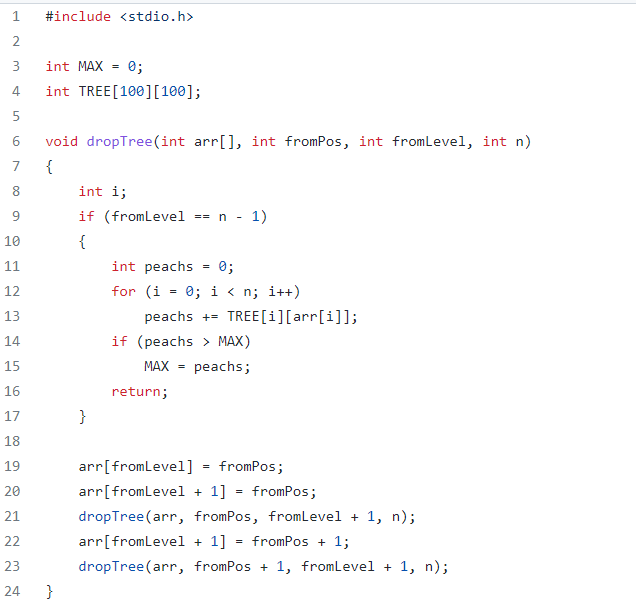 1 #include <stdio.h>
2
3 int MAX = 0;
4 int TREE[100][100];
5
6 void dropTree(int arr[], int fromPos, int fromLevel, int n)
7 {
8     int i;
9     if (fromLevel == n - 1)
10     {
11         int peachs = 0;
12         for (i = 0; i < n; i++)
13             peachs += TREE[i][arr[i]];
14         if (peachs > MAX)
15             MAX = peachs;
16         return;
17     }
18
19     arr[fromLevel] = fromPos;
20     arr[fromLevel + 1] = fromPos;
21     dropTree(arr, fromPos, fromLevel + 1, n);
22     arr[fromLevel + 1] = fromPos + 1;
23     dropTree(arr, fromPos + 1, fromLevel + 1, n);
24 }